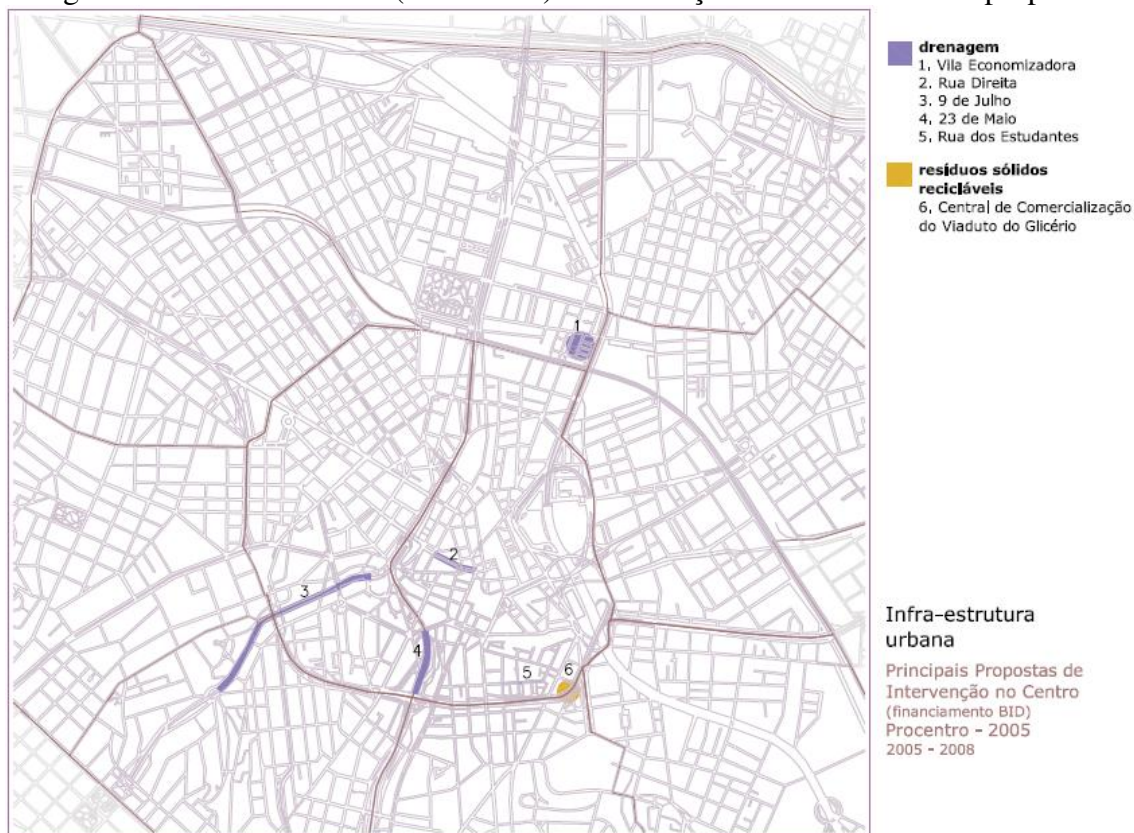 drenagem
1. Vila Economizadora
2. Rua Direita
3. 9 de Julho
4. 23 de Maio
5. Rua dos Estudantes
resíduos sólidos
recicláveis
6. Central de Comercialização
do Viaduto do Glicério
1
2
3
4
5
6
Infra-estrutura
urbana
Principais Propostas de
Intervenção no Centro
(financiamento BID)
Procentro - 2005
2005 - 2008